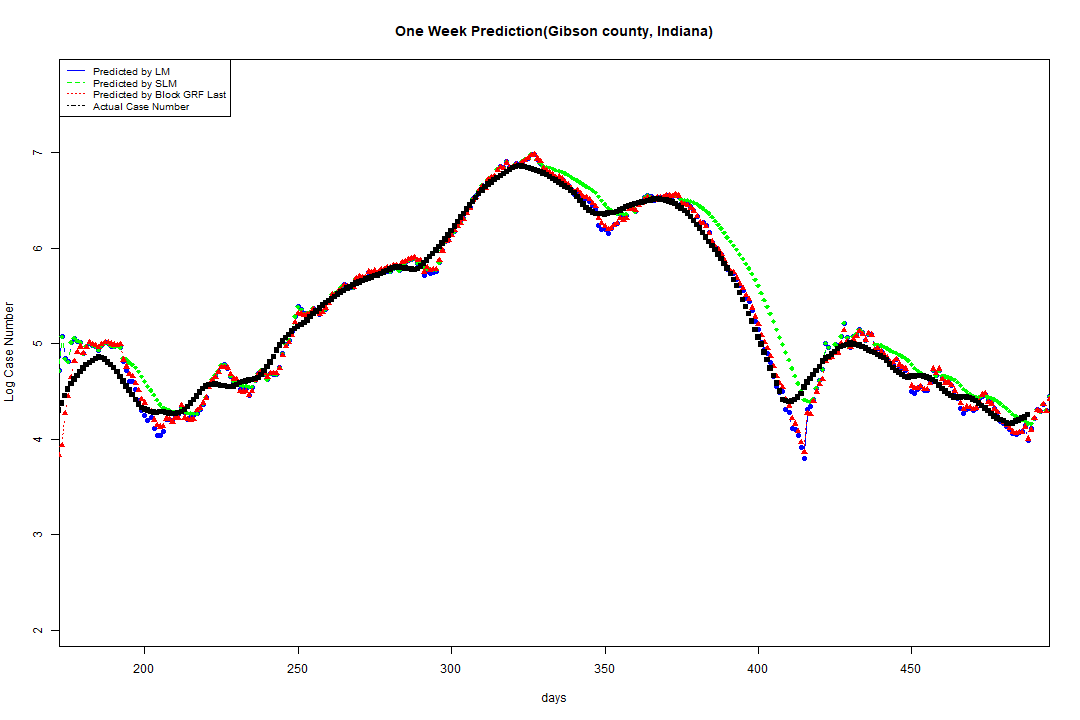 One Week Prediction(Gibson county, Indiana)
Predicted by LM
Predicted by SLM
Predicted by Block GRF Last
Actual Case Number
7
6
5
4
3
2
Log Case Number
200 250 300 350 400 450
days